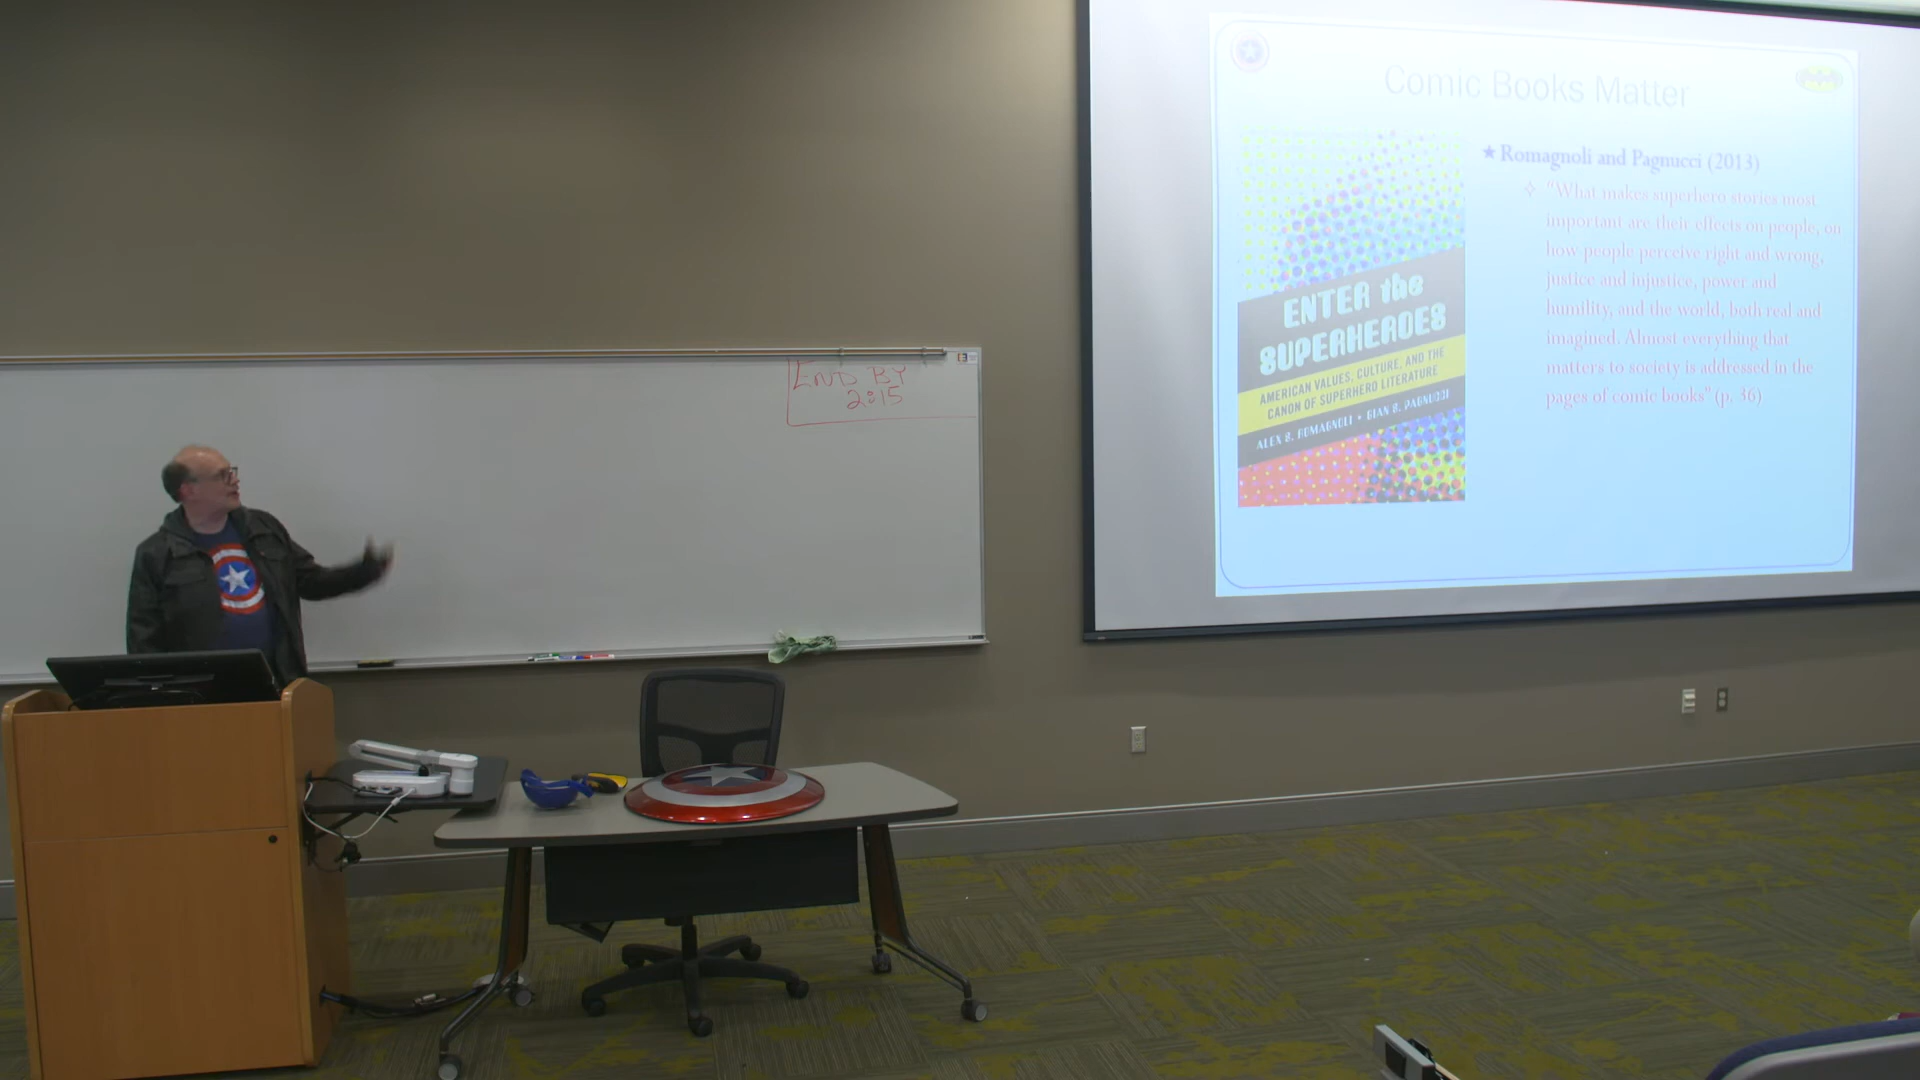 END BY
2:15
Comic Books Matter
Romagnoli and Pagnucci (2013)
"What makes superhero stories most
important are their effects on people, on
how people perceive right and wrong,
justice and injustice, power and
humility, and the world, both real and
imagined. Almost everything that
matters to society is addressed in the
pages of comic books" (p. 36)
ENTER the
SUPERHEROES
AMERICAN VALUES, CULTURE, AND THE
CANON OF SUPERHERO LITERATURE
ALEX S. ROMAGNOLI • GIAN S. PAGNUCCI